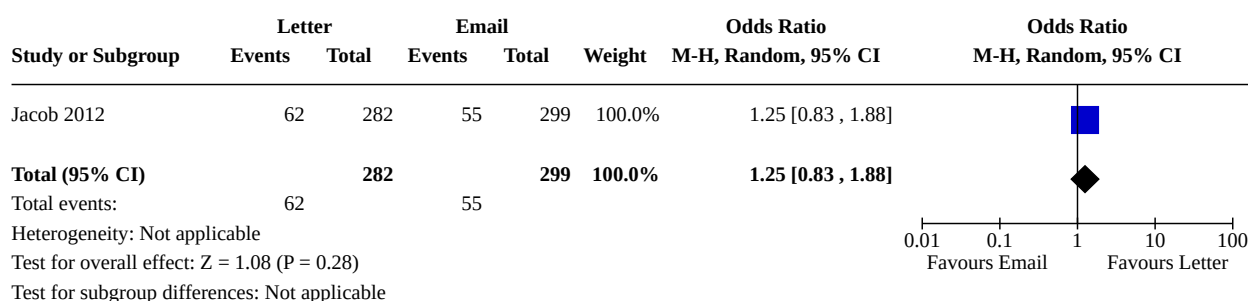 Letter Email Odds Ratio Odds Ratio
Study or Subgroup Events Total Events Total Weight M-H, Random, 95% CI M-H, Random, 95% CI
Jacob 2012 62 282 55 299 100.0% 1.25 [0.83 , 1.88]
Total (95% CI) 282 299 100.0% 1.25 [0.83 , 1.88]
Total events: 62 55
Heterogeneity: Not applicable 0.01 0.1 1 10 100
Test for overall effect: Z = 1.08 (P = 0.28) Favours Email Favours Letter
Test for subgroup differences: Not applicable